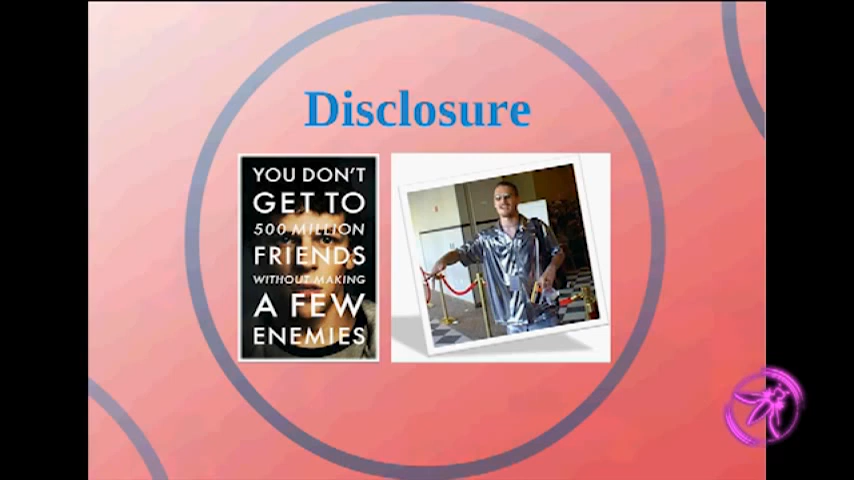 Disclosure
YOU DON'T
GET TO
500 MILLION
FRIENDS
WITHOUT MAKING
A FEW
ENEMIES